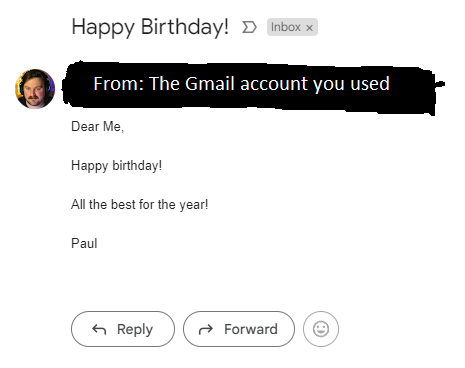 Happy Birthday!
Inbox x
From: The Gmail account you used
Dear Me,
Happy birthday!
All the best for the year!
Paul
Reply
Forward